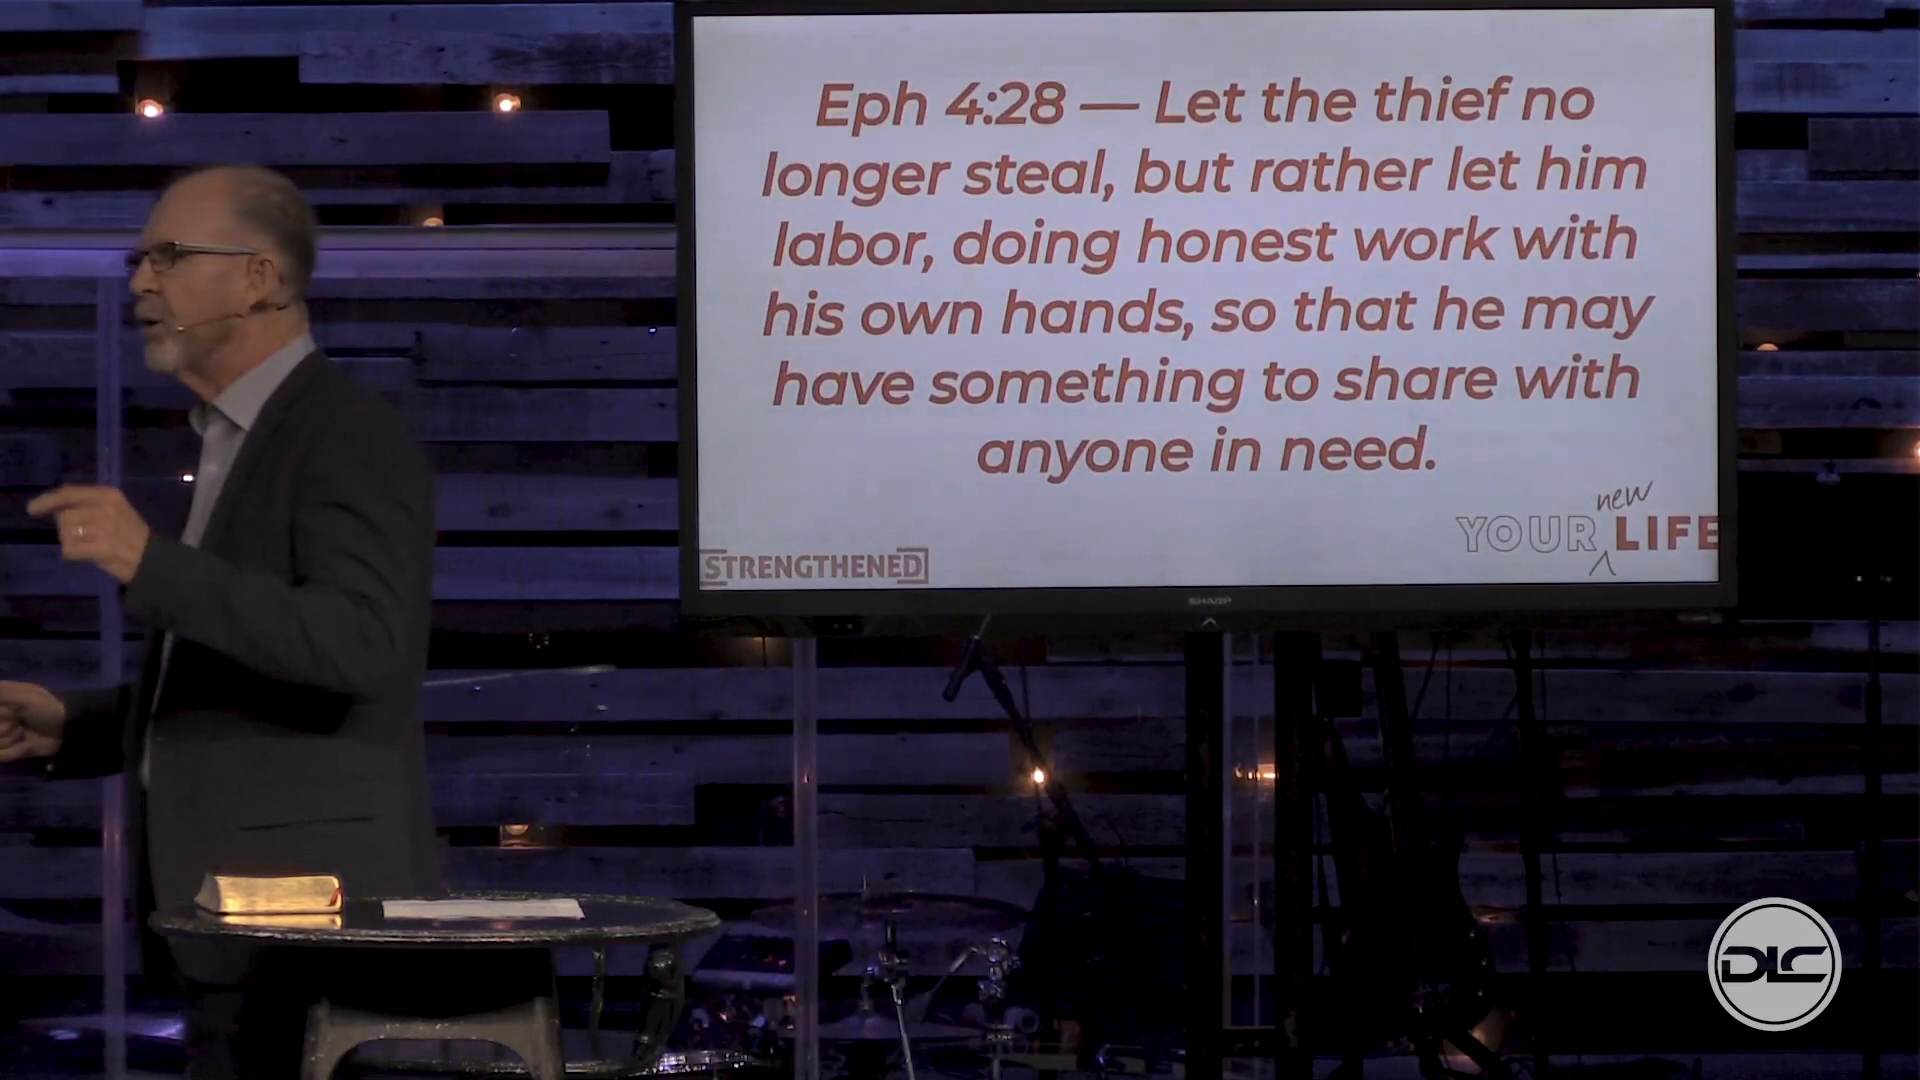 Eph 4:28 — Let the thief no
longer steal, but rather let him
labor, doing honest work with
his own hands, so that he may
have something to share with
anyone in need.
new
YOUR LIFE
STRENGTHENED
SHARP
DLC